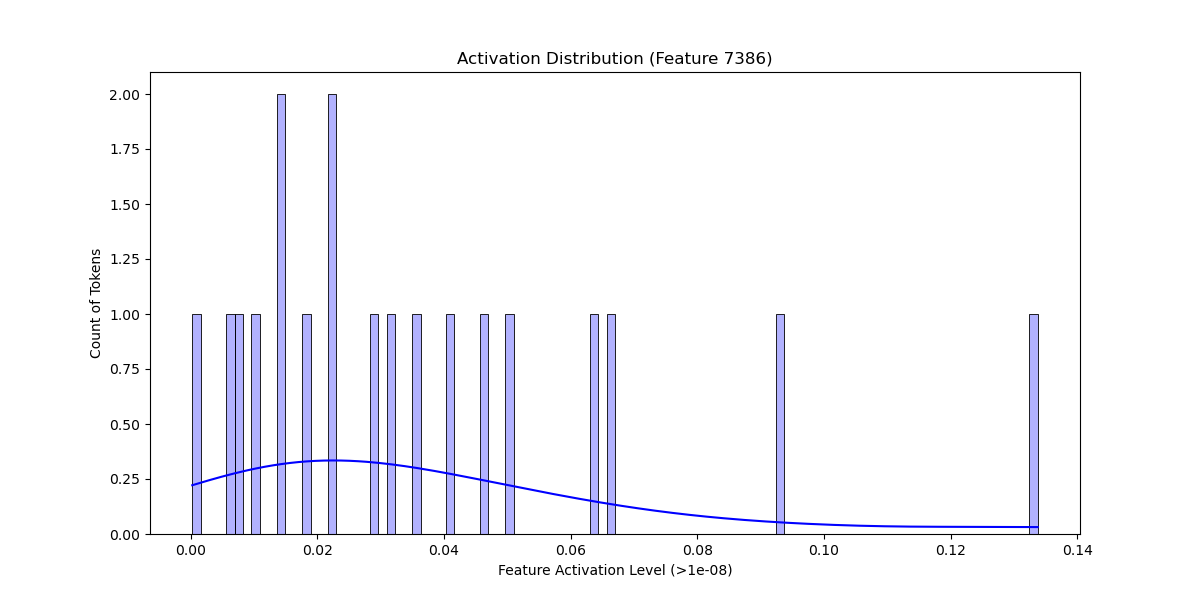 Activation Distribution (Feature 7386)
2.00
1.75
1.50
1.25
1.00
0.75
0.50
0.25
0.00
Count of Tokens
0.00 0.02 0.04 0.06 0.08 0.10 0.12 0.14
Feature Activation Level (>1e-08)